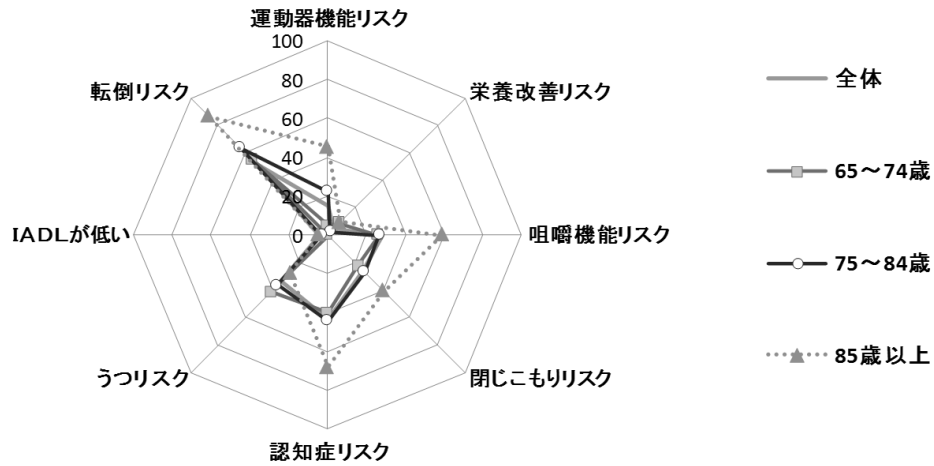 運動器機能リスク
100
80
60
40
20
0
栄養改善リスク
咀嚼機能リスク
閉じこもりリスク
認知症リスク
うつリスク
IADLが低い
転倒リスク
全体
65～74歳
75～84歳
85歳以上